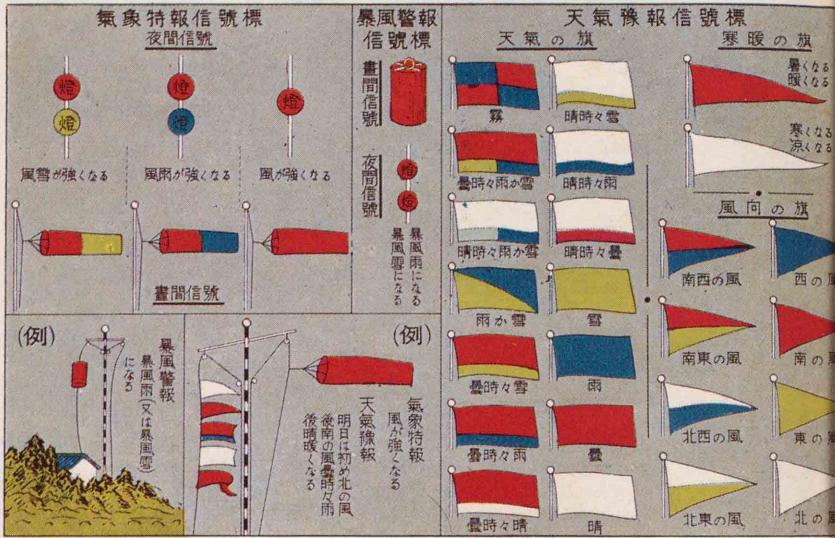 氣象特報信號標
夜間信號
燈
燈
燈
燈
燈
風雪が強くなる
風雨が強くなる
風が強くなる
晝間信號
暴風警報
信號標
晝間信號
夜間信號
燈
燈
暴風雨になる
暴風雪になる
天氣豫報信號標
天氣の旗
霧
晴時々雪
曇時々雨か雪
晴時々雨
晴時々雨か雪
晴時々曇
雨か雪
雪
曇時々雪
雨
曇時々雨
曇
曇時々晴
晴
寒暖の旗
暑くなる
暖くなる
寒くなる
凉くなる
風向の旗
南西の風
西の風
南東の風
南の風
北西の風
東の風
北東の風
北の風
(例)
暴風警報
暴風雨(又は暴風雪)
になる
(例)
氣象特報
風が強くなる
天氣豫報
明日は初め北の風
後南の風曇時々雨
後晴暖くなる